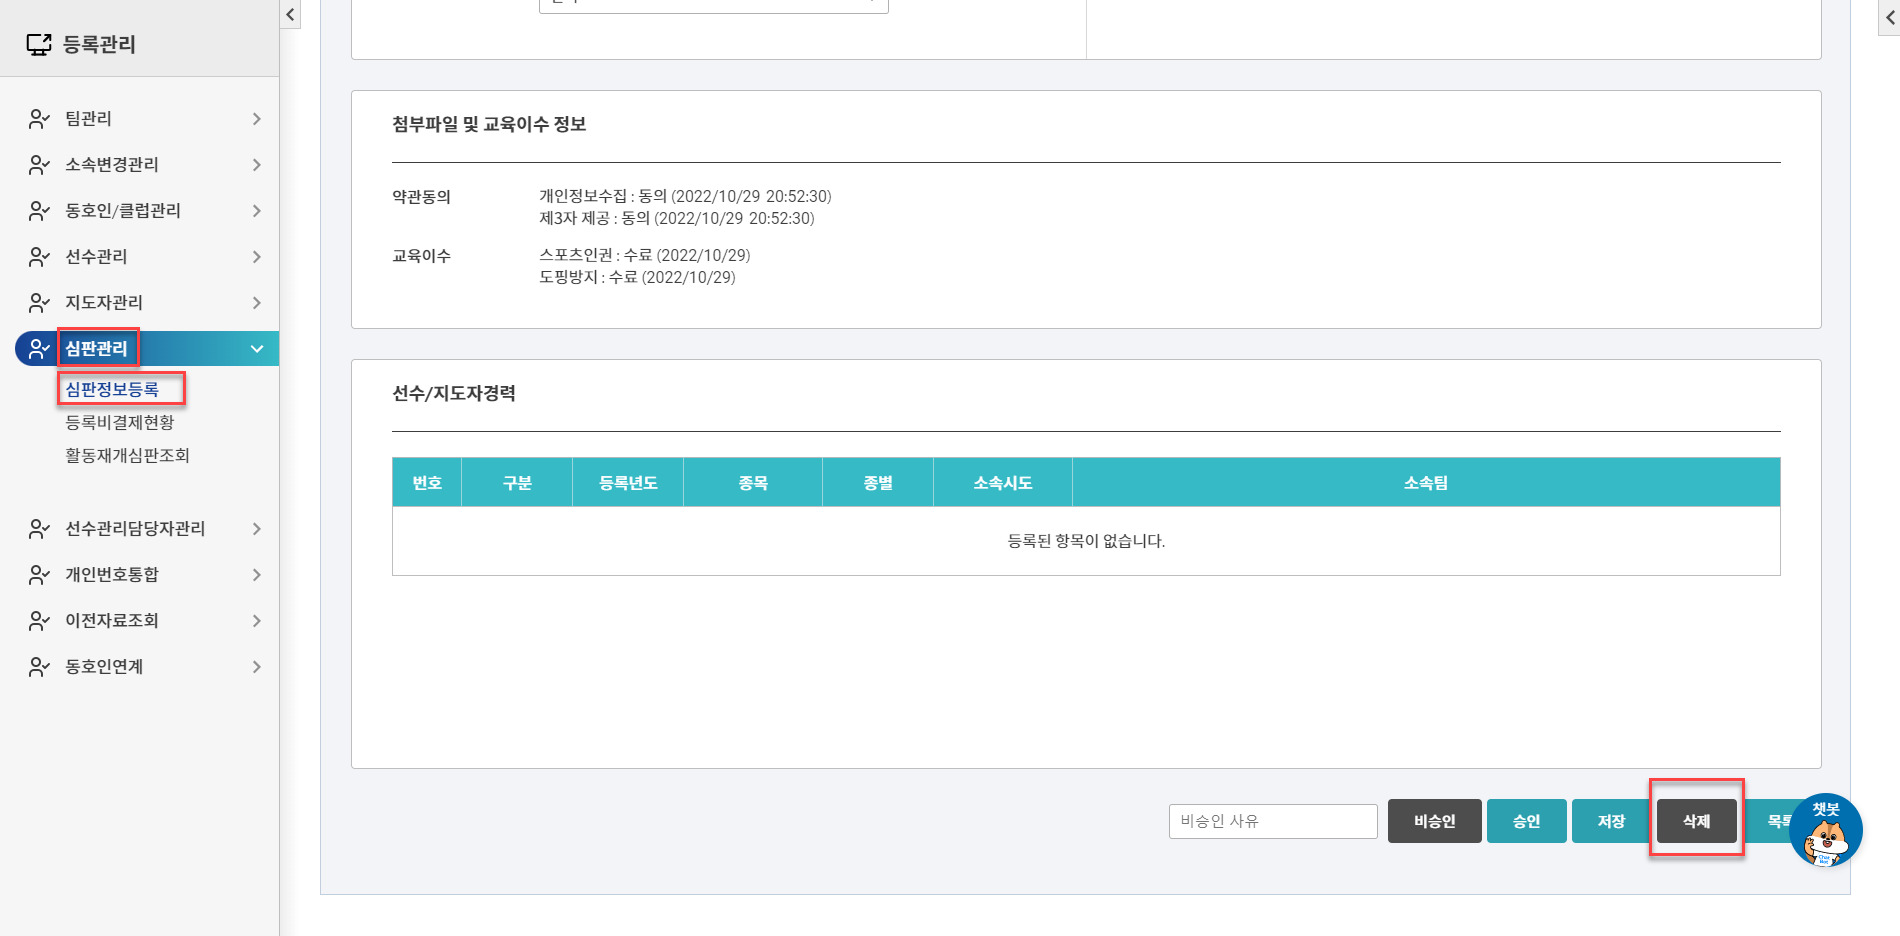 등록관리
팀관리
소속변경관리
동호인/클럽관리
선수관리
지도자관리
심판관리
심판정보등록
등록비결제현황
활동재개심판조회
선수관리담당자관리
개인번호통합
이전자료조회
동호인연계
첨부파일 및 교육이수 정보
약관동의
개인정보수집 : 동의 (2022/10/29 20:52:30)
제3자 제공 : 동의 (2022/10/29 20:52:30)
교육이수
스포츠인권 : 수료 (2022/10/29)
도핑방지 : 수료 (2022/10/29)
선수/지도자경력
번호 구분 등록년도 종목 종별 소속시도 소속팀
등록된 항목이 없습니다.
비승인 사유 비승인 승인 저장 삭제 목록
챗봇
Chat
Bot